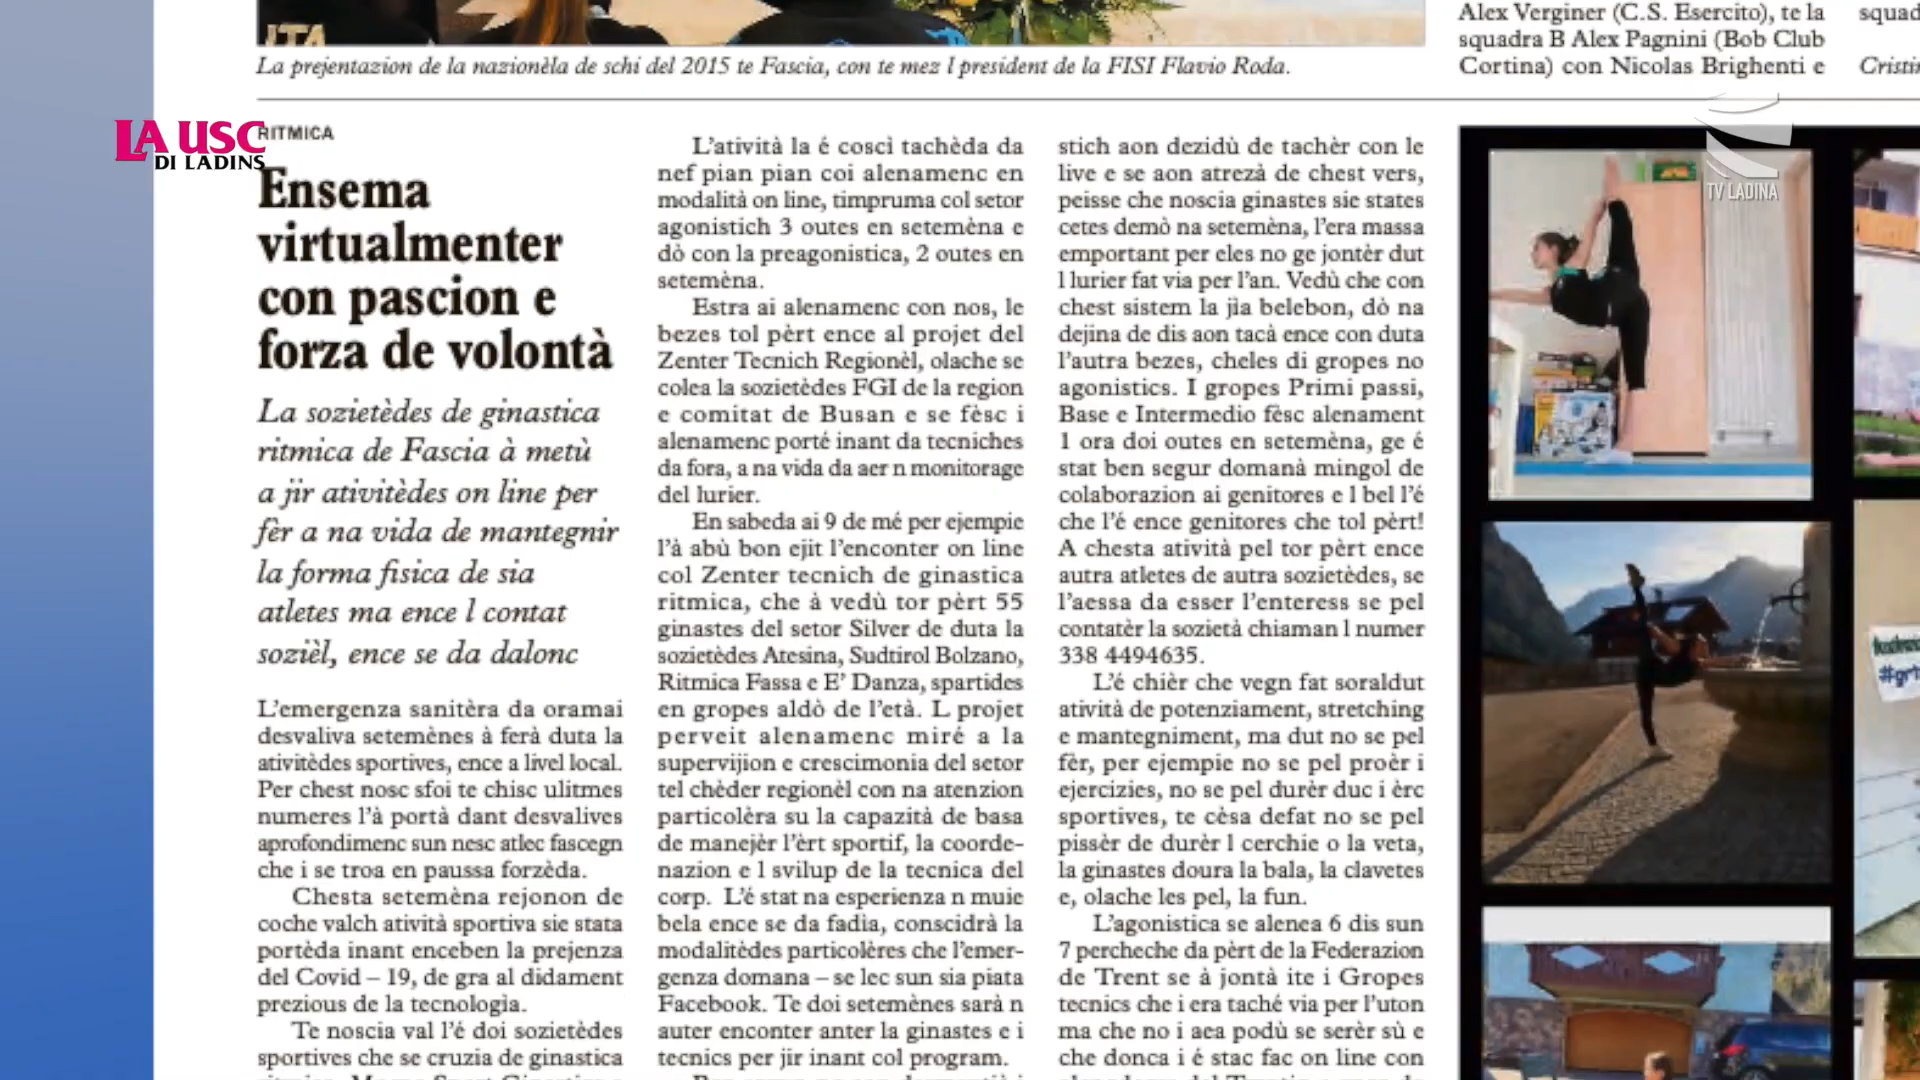 La prejentazion de la nazionèla de schi del 2015 te Fascia, con te mez l president de la FISI Flavio Roda.
Alex Verginer (C.S. Esercito), te la
squadra B Alex Pagnini (Bob Club
Cortina) con Nicolas Brighenti e
LA USC
DI LADINS
TV LADINA
RITMICA
Ensema
virtualmenter
con pascion e
forza de volontà
La sozietèdes de ginastica
ritmica de Fascia à metù
a jir ativitèdes on line per
fèr a na vida de mantegnir
la forma fisica de sia
atletes ma ence l contat
sozièl, ence se da dalonc
L'emergenza sanitèra da oramai
desvaliva setemènes à ferà duta la
ativitèdes sportives, ence a livel local.
Per chest nosc sfoi te chisc ulitmes
numeres l'à portà dant desvalives
aprofondimenc sun nesc atlec fascegn
che i se troa en paussa forzèda.
Chesta setemèna rejonon de
coche valch atività sportiva sie stata
portèda inant enceben la prejenza
del Covid – 19, de gra al didament
prezious de la tecnologia.
Te noscia val l'é doi sozietèdes
sportives che se cruzia de ginastica
L'atività la é coscì tachèda da
nef pian pian coi alenamenc en
modalità on line, timpruma col setor
agonistich 3 outes en setemèna e
dò con la preagonistica, 2 outes en
setemèna.
Estra ai alenamenc con nos, le
bezes tol pèrt ence al projet del
Zenter Tecnich Regionèl, olache se
colea la sozietèdes FGI de la region
e comitat de Busan e se fèsc i
alenamenc porté inant da tecniches
da fora, a na vida da aer n monitorage
del lurier.
En sabeda ai 9 de mé per ejempie
l'à abù bon ejit l'enconter on line
col Zenter tecnich de ginastica
ritmica, che à vedù tor pèrt 55
ginastes del setor Silver de duta la
sozietèdes Atesina, Sudtirol Bolzano,
Ritmica Fassa e E' Danza, spartides
en gropes aldò de l'età. L projet
perveit alenamenc miré a la
supervijion e crescimonia del setor
tel chèder regionèl con na atenzion
particolèra su la capazità de basa
de manejèr l'èrt sportif, la coorde-
nazion e l svilup de la tecnica del
corp. L'é stat na esperienza n muie
bela ence se da fadia, conscidrà la
modalitèdes particolères che l'emer-
genza domana – se lec sun sia piata
Facebook. Te doi setemènes sarà n
auter enconter anter la ginastes e i
tecnics per jir inant col program.
stich aon dezidù de tachèr con le
live e se aon atrezà de chest vers,
peisse che noscia ginastes sie states
cetes demò na setemèna, l'era massa
emportant per eles no ge jontèr dut
l lurier fat via per l'an. Vedù che con
chest sistem la jìa belebon, dò na
dejina de dis aon tacà ence con duta
l'autra bezes, cheles di gropes no
agonistics. I gropes Primi passi,
Base e Intermedio fèsc alenament
1 ora doi outes en setemèna, ge é
stat ben segur domanà mingol de
colaborazion ai genitores e l bel l'é
che l'é ence genitores che tol pèrt!
A chesta atività pel tor pèrt ence
autra atletes de autra sozietèdes, se
l'aessa da esser l'enteress se pel
contatèr la sozietà chiaman l numer
338 4494635.
L'é chièr che vegn fat soraldut
atività de potenziament, stretching
e mantegniment, ma dut no se pel
fèr, per ejempie no se pel proèr i
ejercizies, no se pel durèr duc i èrc
sportives, te cèsa defat no se pel
pissèr de durèr l cerchie o la veta,
la ginastes doura la bala, la clavetes
e, olache les pel, la fun.
L'agonistica se alenea 6 dis sun
7 percheche da pèrt de la Federazion
de Trent se à jontà ite i Gropes
tecnics che i era taché via per l'uton
ma che no i aea podù se serèr sù e
che donca i é stac fac on line con